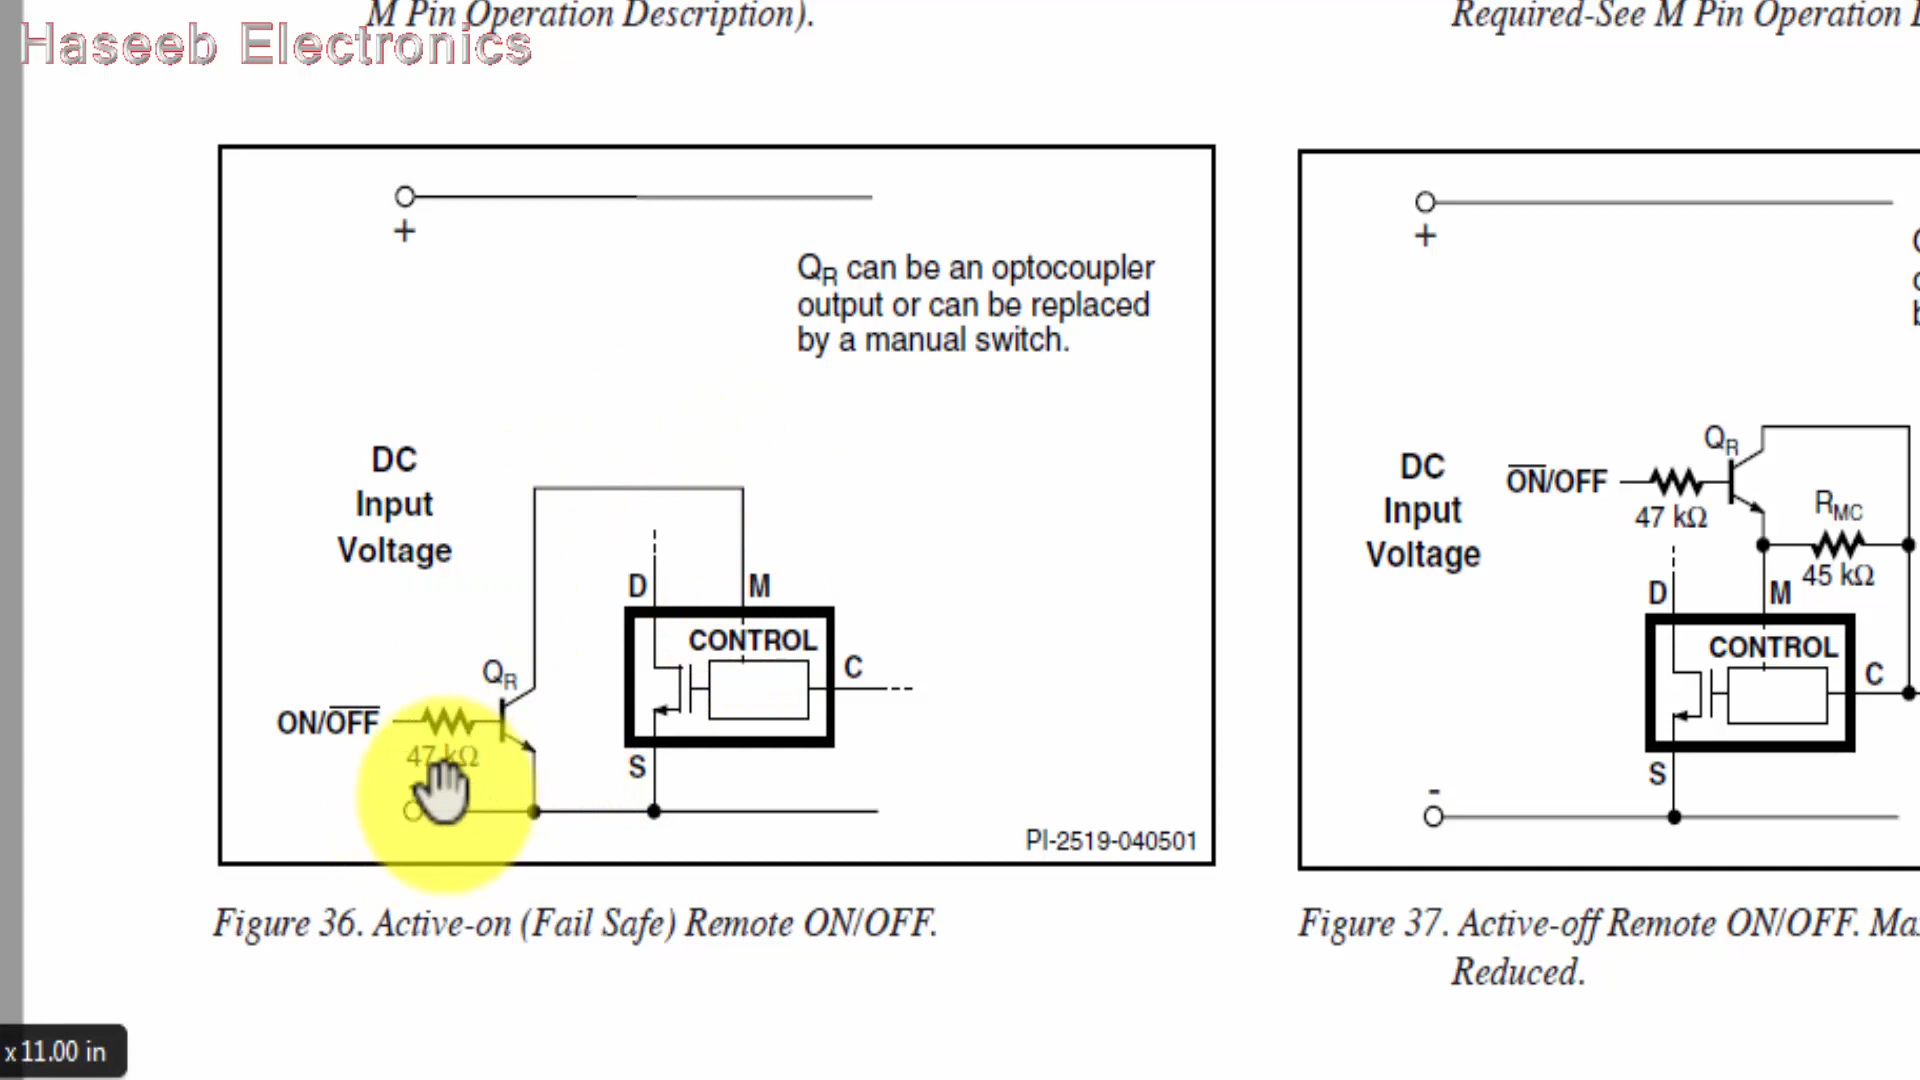 M Pin Operation Description).
Required-See M Pin Operation
Haseeb Electronics
+
QR can be an optocoupler
output or can be replaced
by a manual switch.
DC
Input
Voltage
D
M
CONTROL
C
QR
ON/OFF
47 kΩ
S
PI-2519-040501
Figure 36. Active-on (Fail Safe) Remote ON/OFF.
+
QR
DC
Input
Voltage
ON/OFF
47 kΩ
RMC
45 kΩ
D
M
CONTROL
C
S
-
Figure 37. Active-off Remote ON/OFF.
Reduced.
x 11.00 in